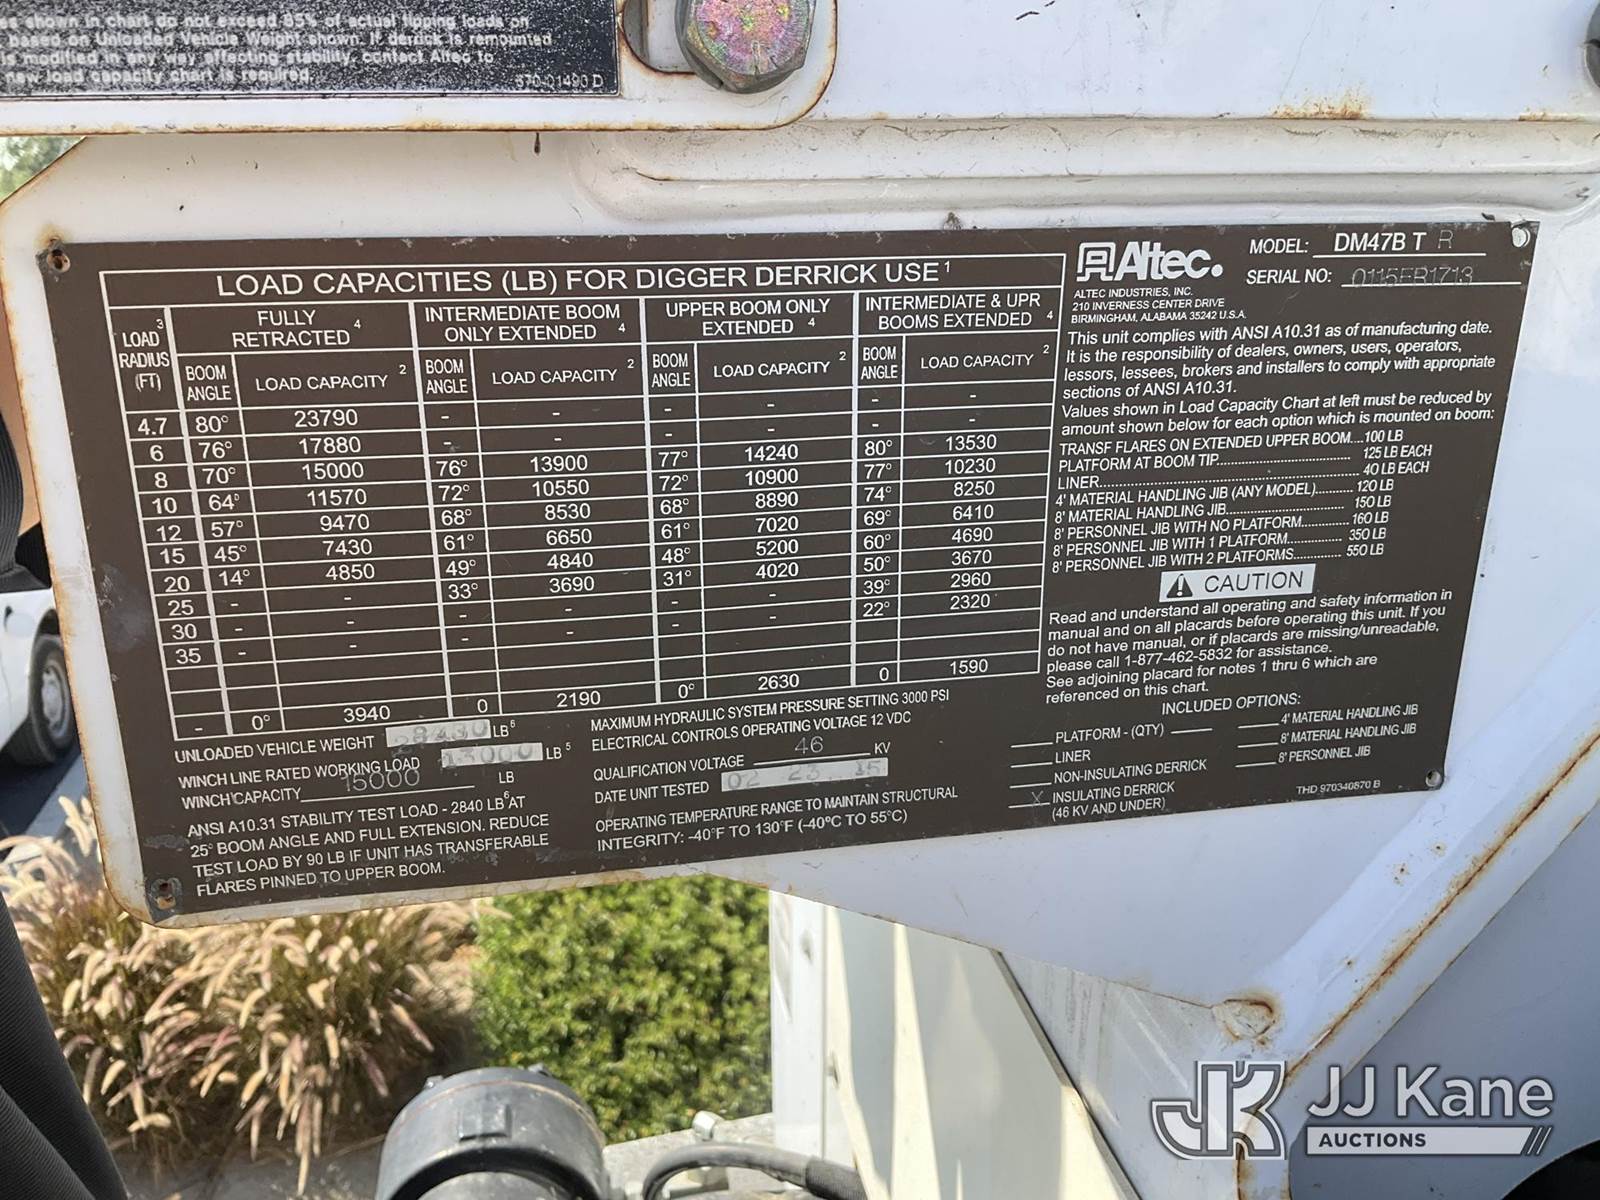 es shown in chart do not exceed 85% of actual tipping loads on
based on Unloaded Vehicle Weight shown. If derrick is remounted
is modified in any way affecting stability, contact Altec to
new load capacity chart is required.
670-01490 D
LOAD CAPACITIES (LB) FOR DIGGER DERRICK USE 1
LOAD 3 RADIUS (FT)
FULLY RETRACTED 4
INTERMEDIATE BOOM ONLY EXTENDED 4
UPPER BOOM ONLY EXTENDED 4
INTERMEDIATE & UPR BOOMS EXTENDED 4
BOOM ANGLE LOAD CAPACITY 2 BOOM ANGLE LOAD CAPACITY 2 BOOM ANGLE LOAD CAPACITY 2 BOOM ANGLE LOAD CAPACITY 2
4.7 80° 23790 - - - - - -
6 76° 17880 - - - - - -
8 70° 15000 76° 13900 77° 14240 80° 13530
10 64° 11570 72° 10550 72° 10900 77° 10230
12 57° 9470 68° 8530 68° 8890 74° 8250
15 45° 7430 61° 6650 61° 7020 69° 6410
20 14° 4850 49° 4840 48° 5200 60° 4690
25 - - 33° 3690 31° 4020 50° 3670
30 - - - - - - 39° 2960
35 - - - - - - 22° 2320
- 0° 3940 0 2190 0° 2630 0 1590
UNLOADED VEHICLE WEIGHT 28430 LB 6
WINCH LINE RATED WORKING LOAD 13000 LB 5
WINCH CAPACITY 15000 LB
ANSI A10.31 STABILITY TEST LOAD - 2840 LB 6 AT
25° BOOM ANGLE AND FULL EXTENSION. REDUCE
TEST LOAD BY 90 LB IF UNIT HAS TRANSFERABLE
FLARES PINNED TO UPPER BOOM.
MAXIMUM HYDRAULIC SYSTEM PRESSURE SETTING 3000 PSI
ELECTRICAL CONTROLS OPERATING VOLTAGE 12 VDC
QUALIFICATION VOLTAGE 46 KV
DATE UNIT TESTED 02 23 15
OPERATING TEMPERATURE RANGE TO MAINTAIN STRUCTURAL
INTEGRITY: -40°F TO 130°F (-40°C TO 55°C)
Altec.
MODEL: DM47B T R
SERIAL NO: 0115FB1713
ALTEC INDUSTRIES, INC.
210 INVERNESS CENTER DRIVE
BIRMINGHAM, ALABAMA 35242 U.S.A.
This unit complies with ANSI A10.31 as of manufacturing date.
It is the responsibility of dealers, owners, users, operators,
lessors, lessees, brokers and installers to comply with appropriate
sections of ANSI A10.31.
Values shown in Load Capacity Chart at left must be reduced by
amount shown below for each option which is mounted on boom:
TRANSF FLARES ON EXTENDED UPPER BOOM....100 LB
PLATFORM AT BOOM TIP.......... 125 LB EACH
LINER.......... 40 LB EACH
4' MATERIAL HANDLING JIB (ANY MODEL).......... 120 LB
8' MATERIAL HANDLING JIB.......... 150 LB
8' PERSONNEL JIB WITH NO PLATFORM.......... 160 LB
8' PERSONNEL JIB WITH 1 PLATFORM.......... 350 LB
8' PERSONNEL JIB WITH 2 PLATFORMS.......... 550 LB
CAUTION
Read and understand all operating and safety information in
manual and on all placards before operating this unit. If you
do not have manual, or if placards are missing/unreadable,
please call 1-877-462-5832 for assistance.
See adjoining placard for notes 1 thru 6 which are
referenced on this chart.
INCLUDED OPTIONS:
PLATFORM - (QTY)
LINER
NON-INSULATING DERRICK
X INSULATING DERRICK
(46 KV AND UNDER)
4' MATERIAL HANDLING JIB
8' MATERIAL HANDLING JIB
8' PERSONNEL JIB
THD 970340870 B
JK JJ Kane
AUCTIONS